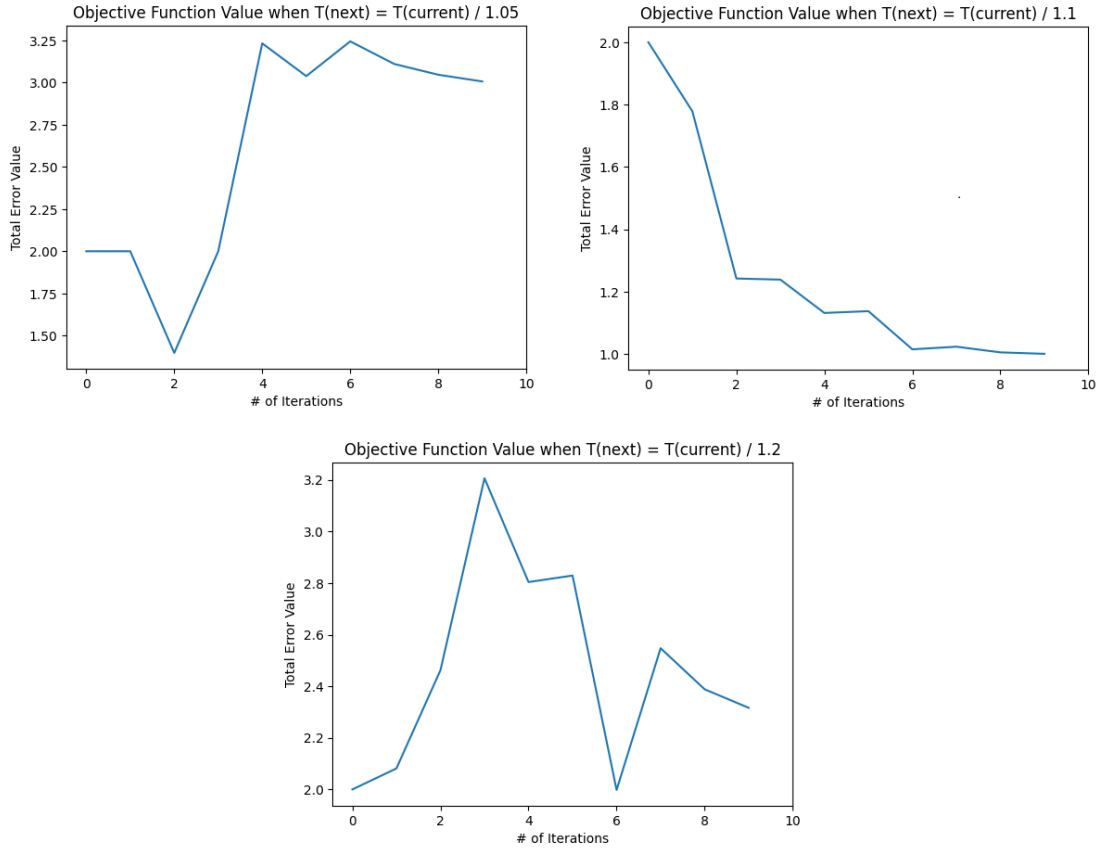 Objective Function Value when T(next) = T(current) / 1.05
3.25
3.00
2.75
2.50
2.25
2.00
1.75
1.50
Total Error Value
0 2 4 6 8 10
# of Iterations
Objective Function Value when T(next) = T(current) / 1.1
2.0
1.8
1.6
1.4
1.2
1.0
Total Error Value
0 2 4 6 8 10
# of Iterations
Objective Function Value when T(next) = T(current) / 1.2
3.2
3.0
2.8
2.6
2.4
2.2
2.0
Total Error Value
0 2 4 6 8 10
# of Iterations